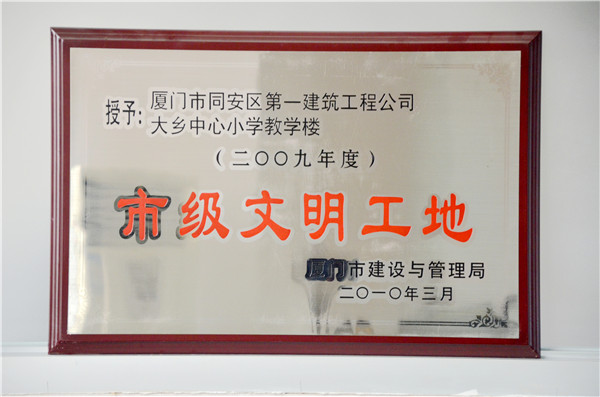 授予：厦门市同安区第一建筑工程公司
大乡中心小学教学楼
（二〇〇九年度）
市级文明工地
厦门市建设与管理局
二〇一〇年三月